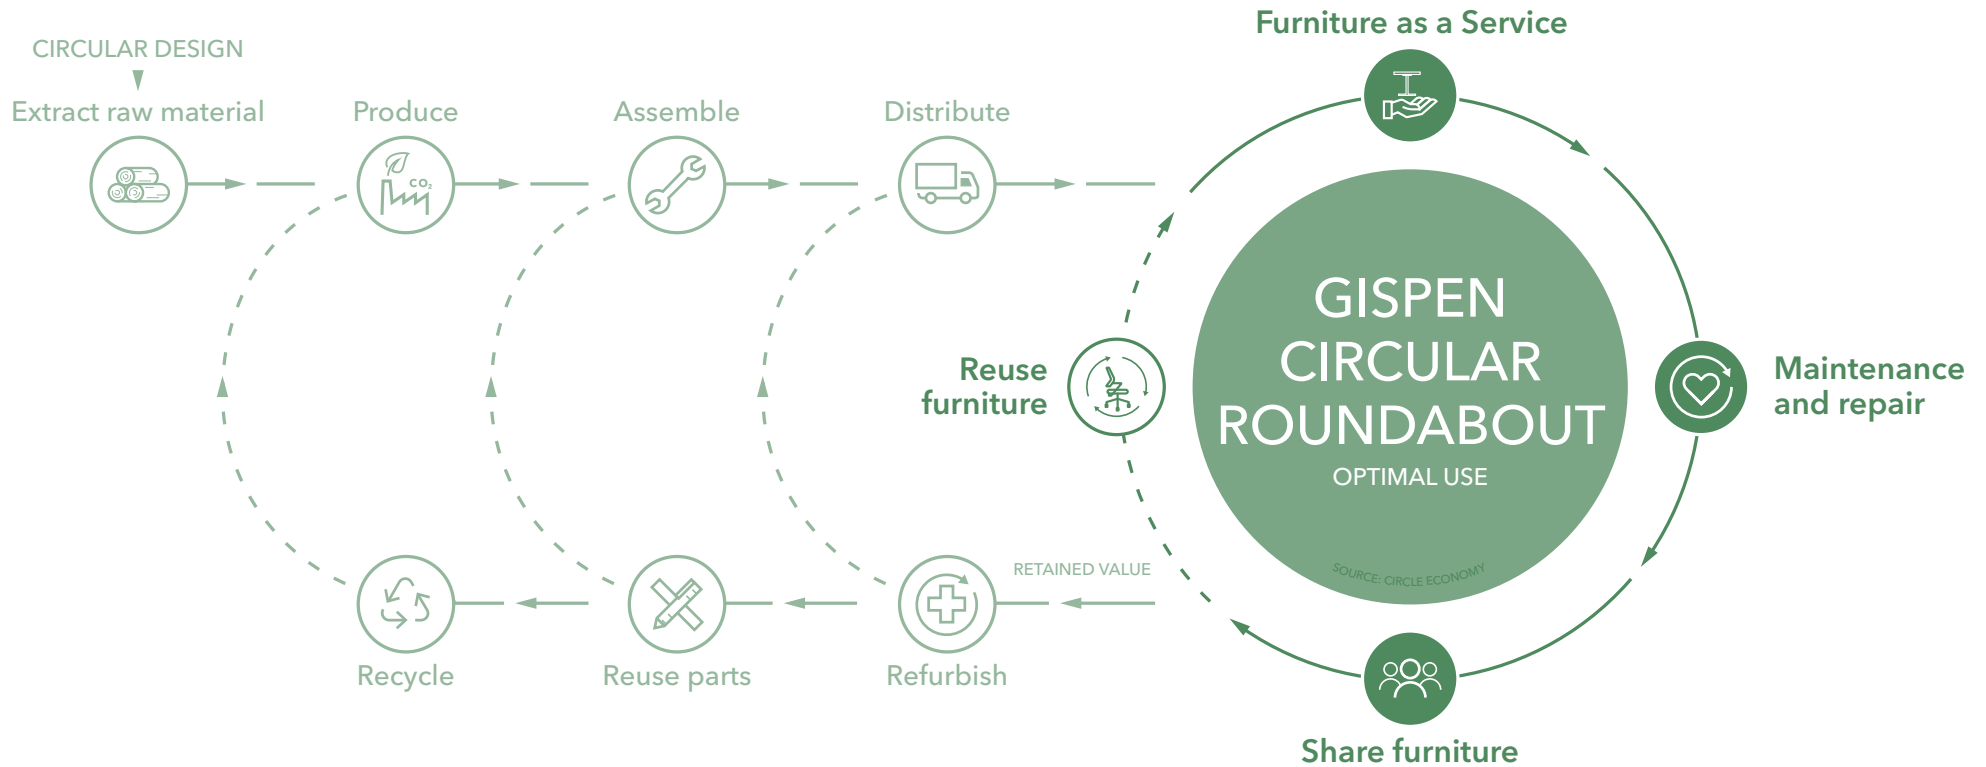 Furniture as a Service
CIRCULAR DESIGN
Extract raw material
Produce
Assemble
Distribute
CO₂
GISPEN
CIRCULAR
ROUNDABOUT
OPTIMAL USE
Reuse
furniture
Maintenance
and repair
SOURCE: CIRCLE ECONOMY
RETAINED VALUE
Recycle
Reuse parts
Refurbish
Share furniture